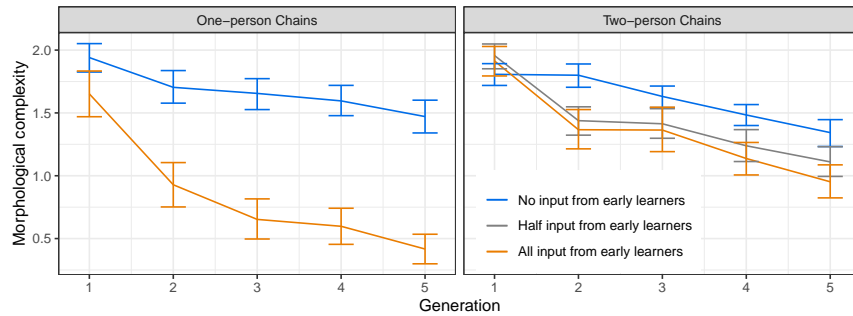 One−person Chains
Two−person Chains
Morphological complexity
2.0
1.5
1.0
0.5
No input from early learners
Half input from early learners
All input from early learners
1 2 3 4 5
1 2 3 4 5
Generation